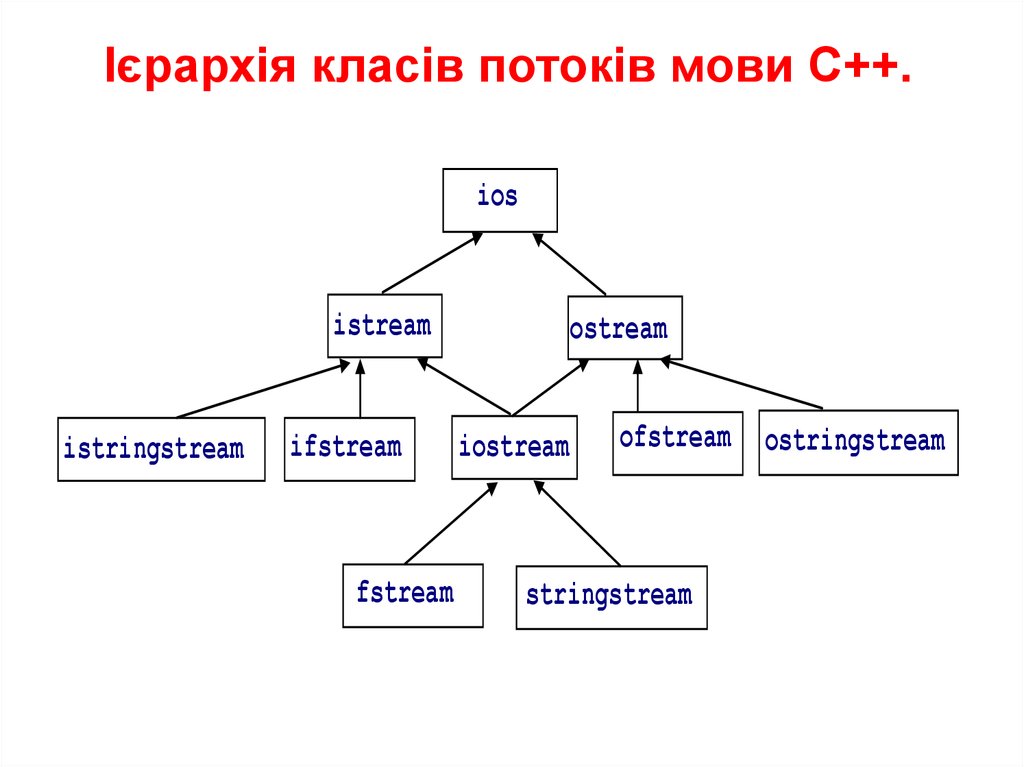 Ієрархія класів потоків мови С++.
ios
istream
ostream
istringstream
ifstream
iostream
ofstream
ostringstream
fstream
stringstream